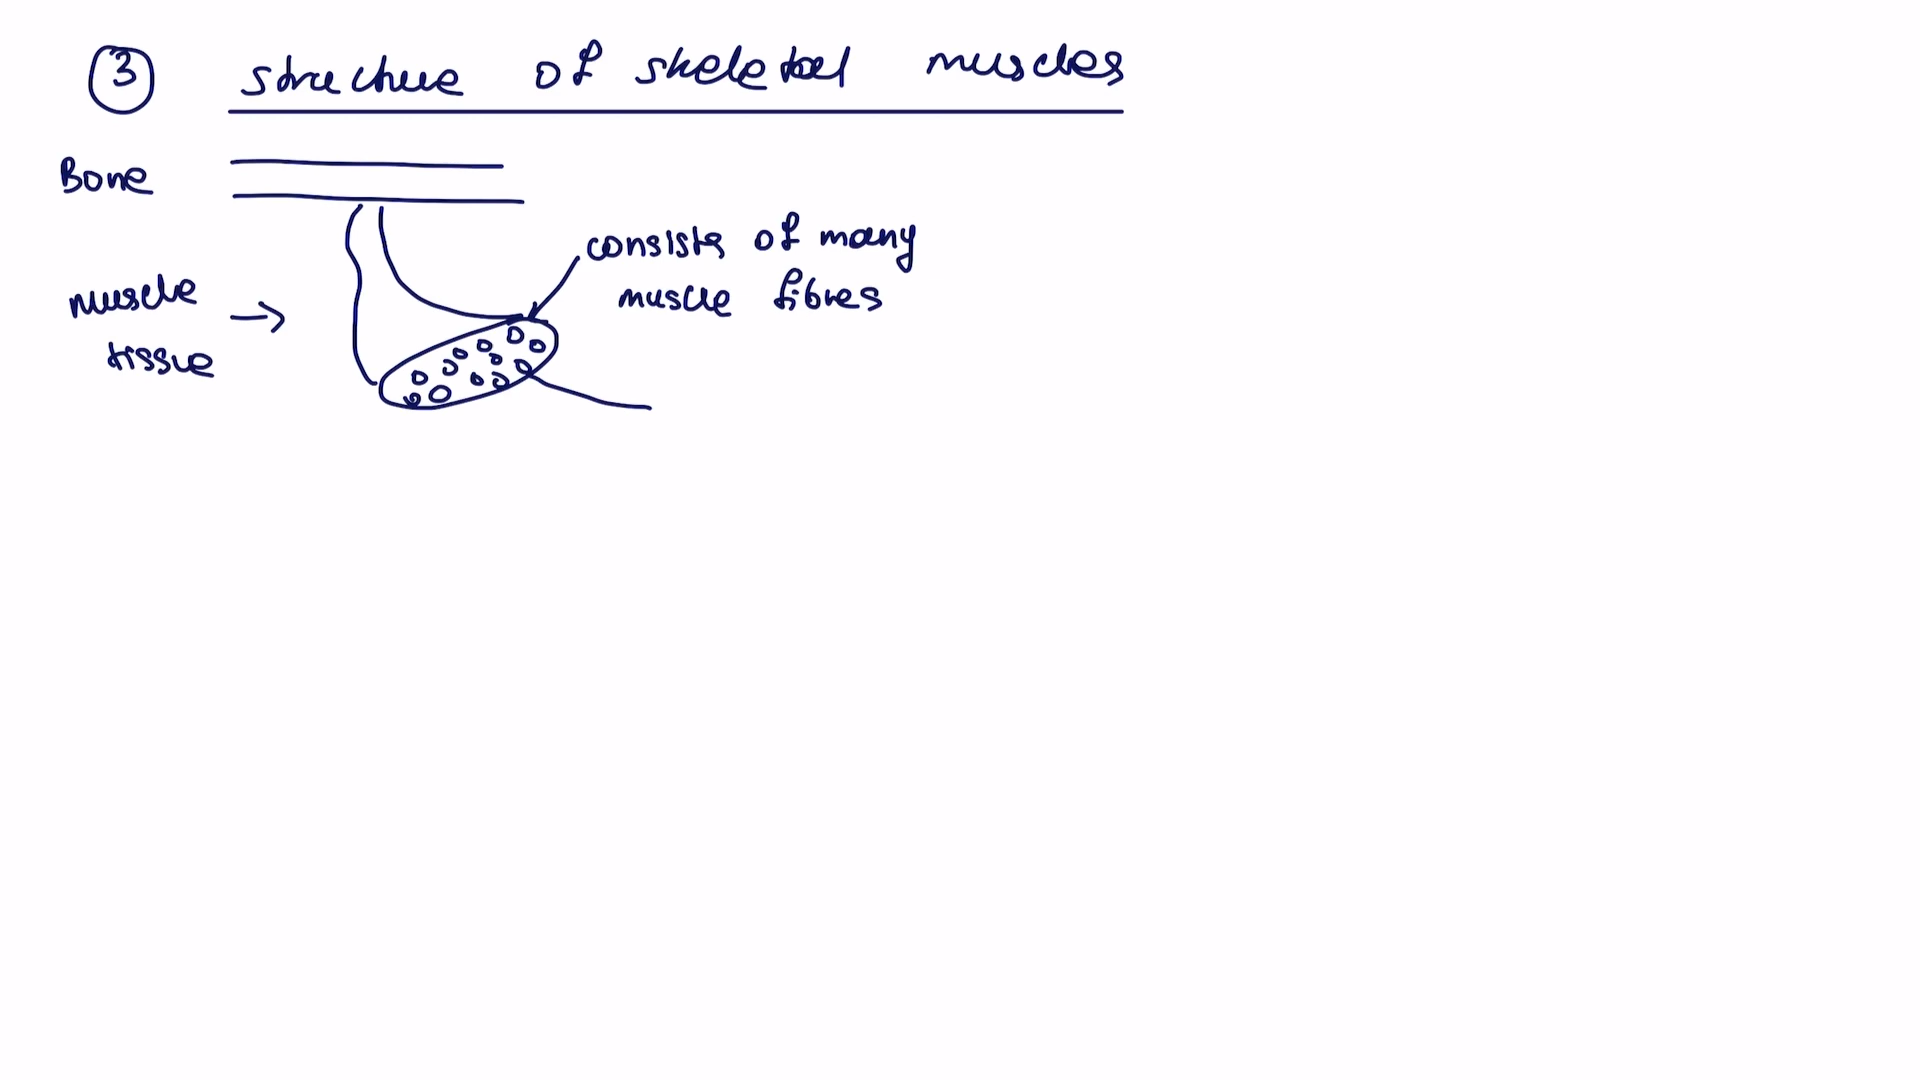 3 structure of skeletal muscles
Bone
consists of many
muscle fibres
muscle
tissue